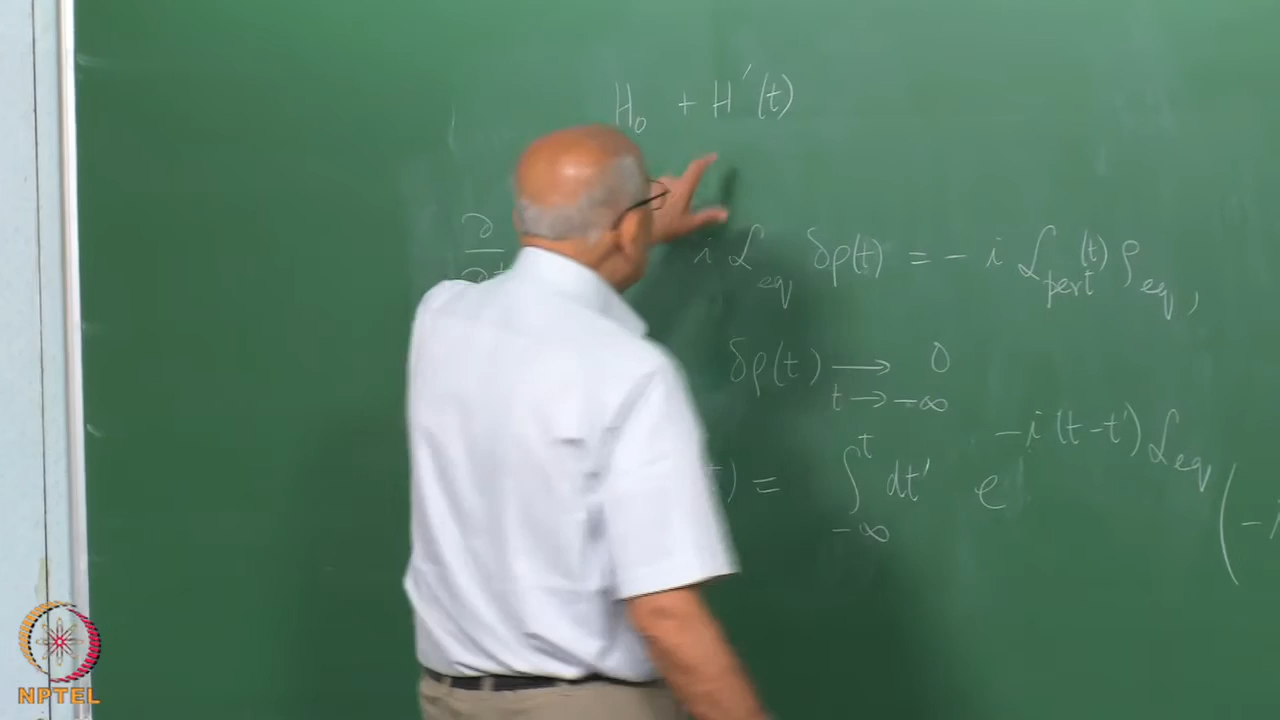 H₀ + H′(t)
∂ i ℒ_eq δρ(t) = - i ℒ_pert(t) ρ_eq,
δρ(t) → 0
t → -∞
t) = ∫_{-∞}^{t} dt′ e^{-i(t-t′)ℒ_eq} ( -
NPTEL